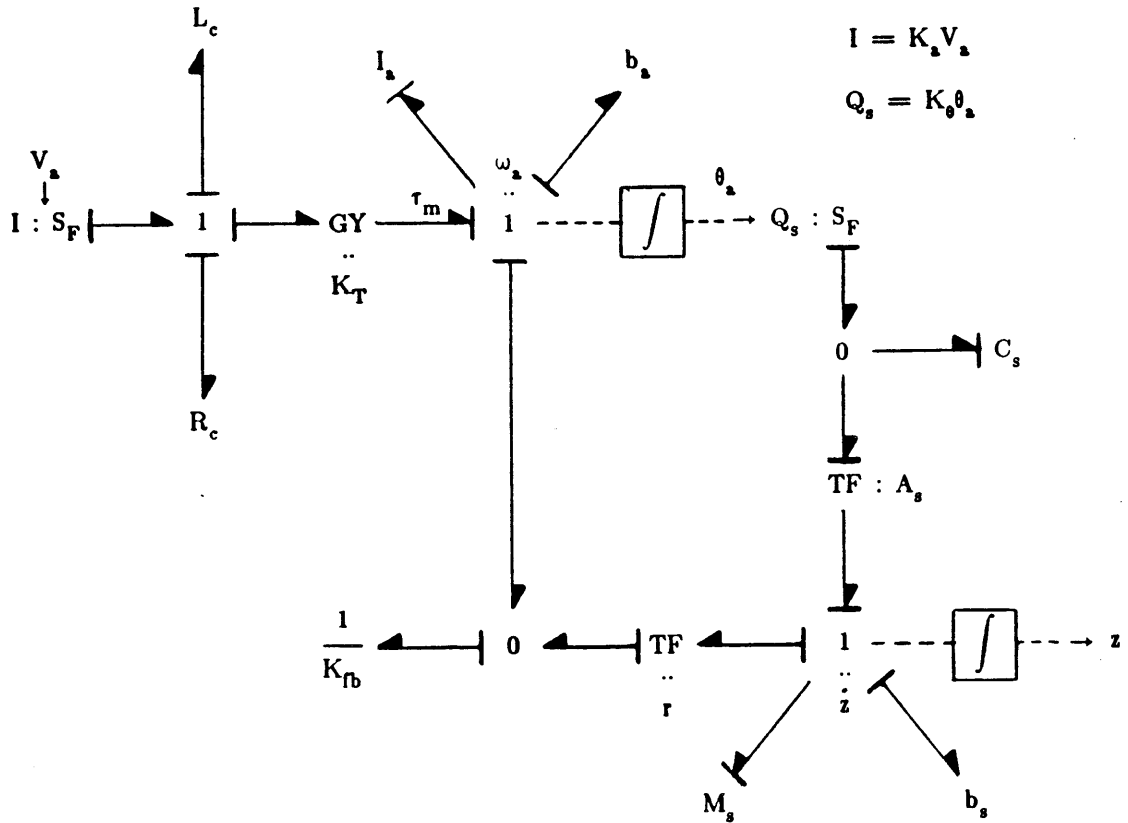 L_c
I = K_a V_a
I_a
b_a
Q_s = K_θ θ_a
V_a
ω_a
θ_a
τ_m
I : S_F
1
GY
1
∫
Q_s : S_F
K_T
0
C_s
R_c
TF : A_s
1
K_fb
0
TF
1
∫
z
r
ż
M_s
b_s